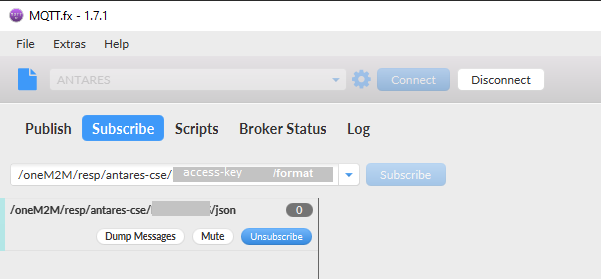 MQTT.fx - 1.7.1
File Extras Help
ANTARES Connect Disconnect
Publish Subscribe Scripts Broker Status Log
/oneM2M/resp/antares-cse/ access-key /format Subscribe
/oneM2M/resp/antares-cse/ /json 0
Dump Messages Mute Unsubscribe